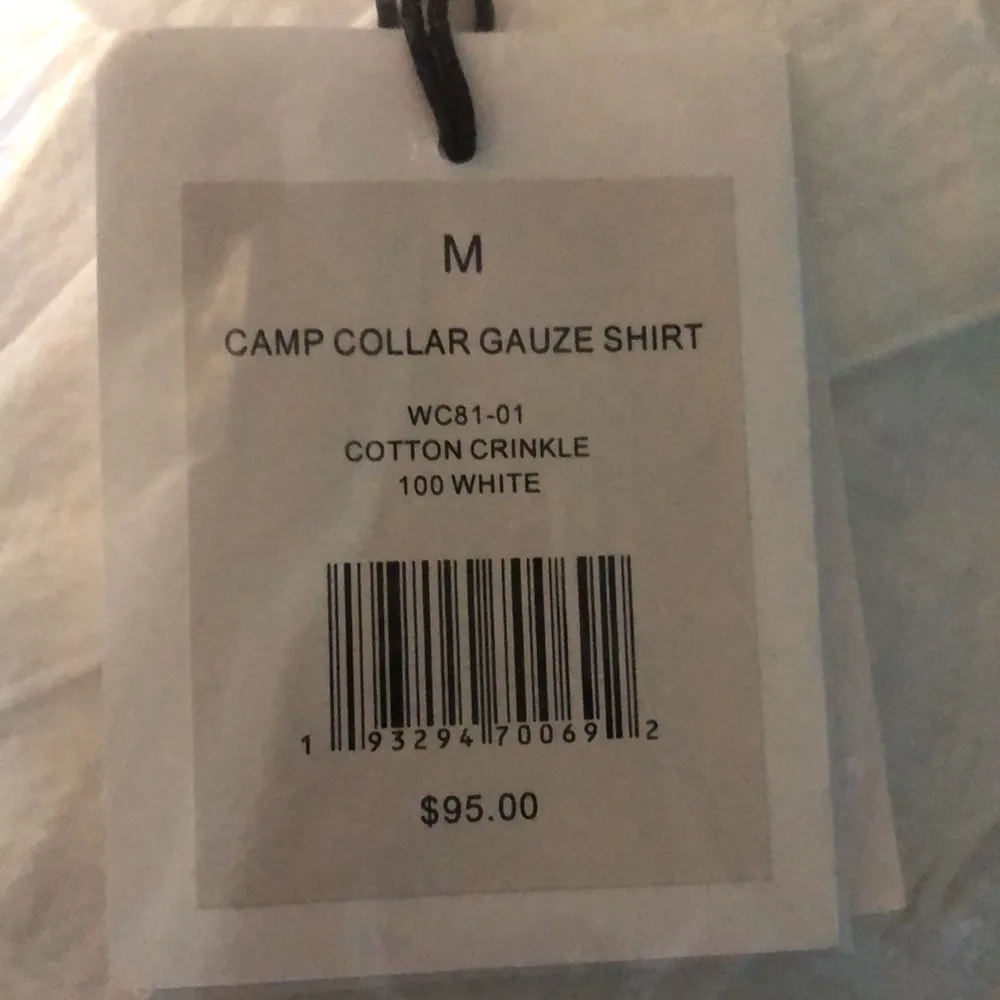 M
CAMP COLLAR GAUZE SHIRT
WC81-01
COTTON CRINKLE
100 WHITE
1 93294 70069 2
$95.00